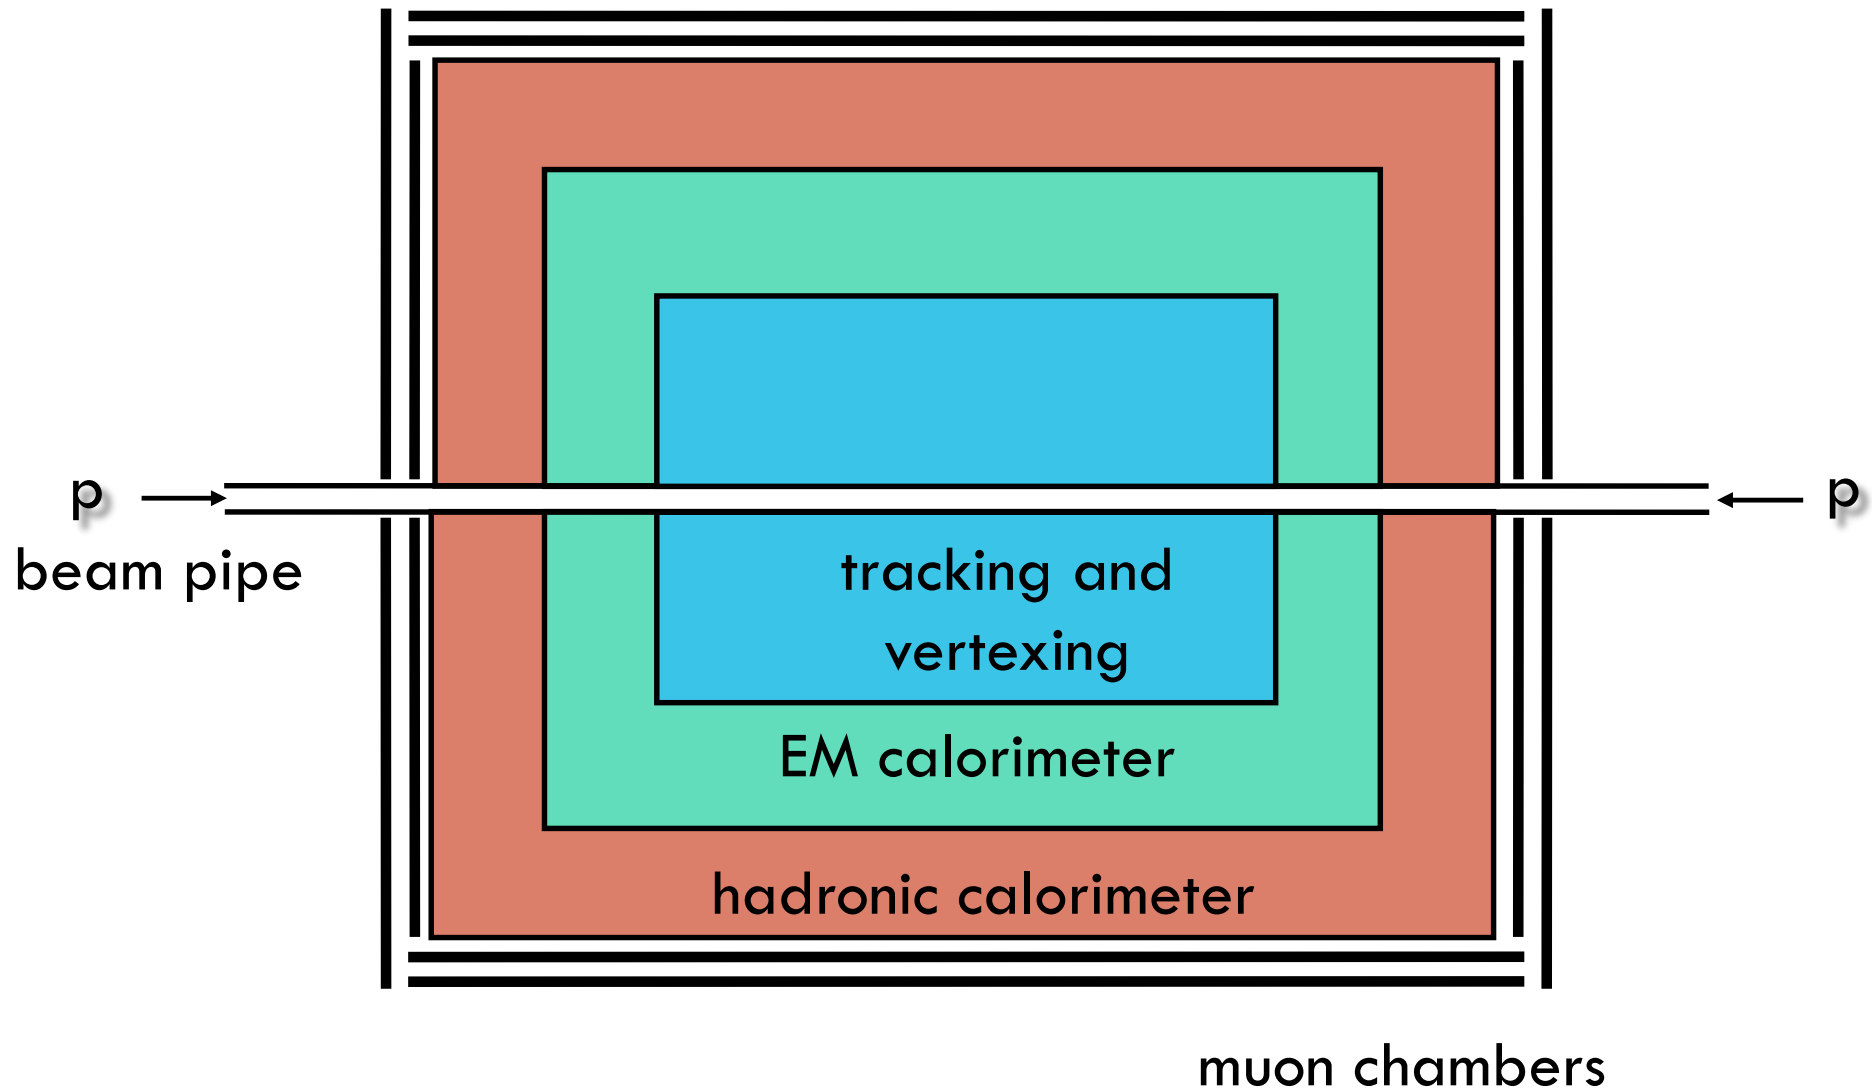 p
p
beam pipe
tracking and
vertexing
EM calorimeter
hadronic calorimeter
muon chambers